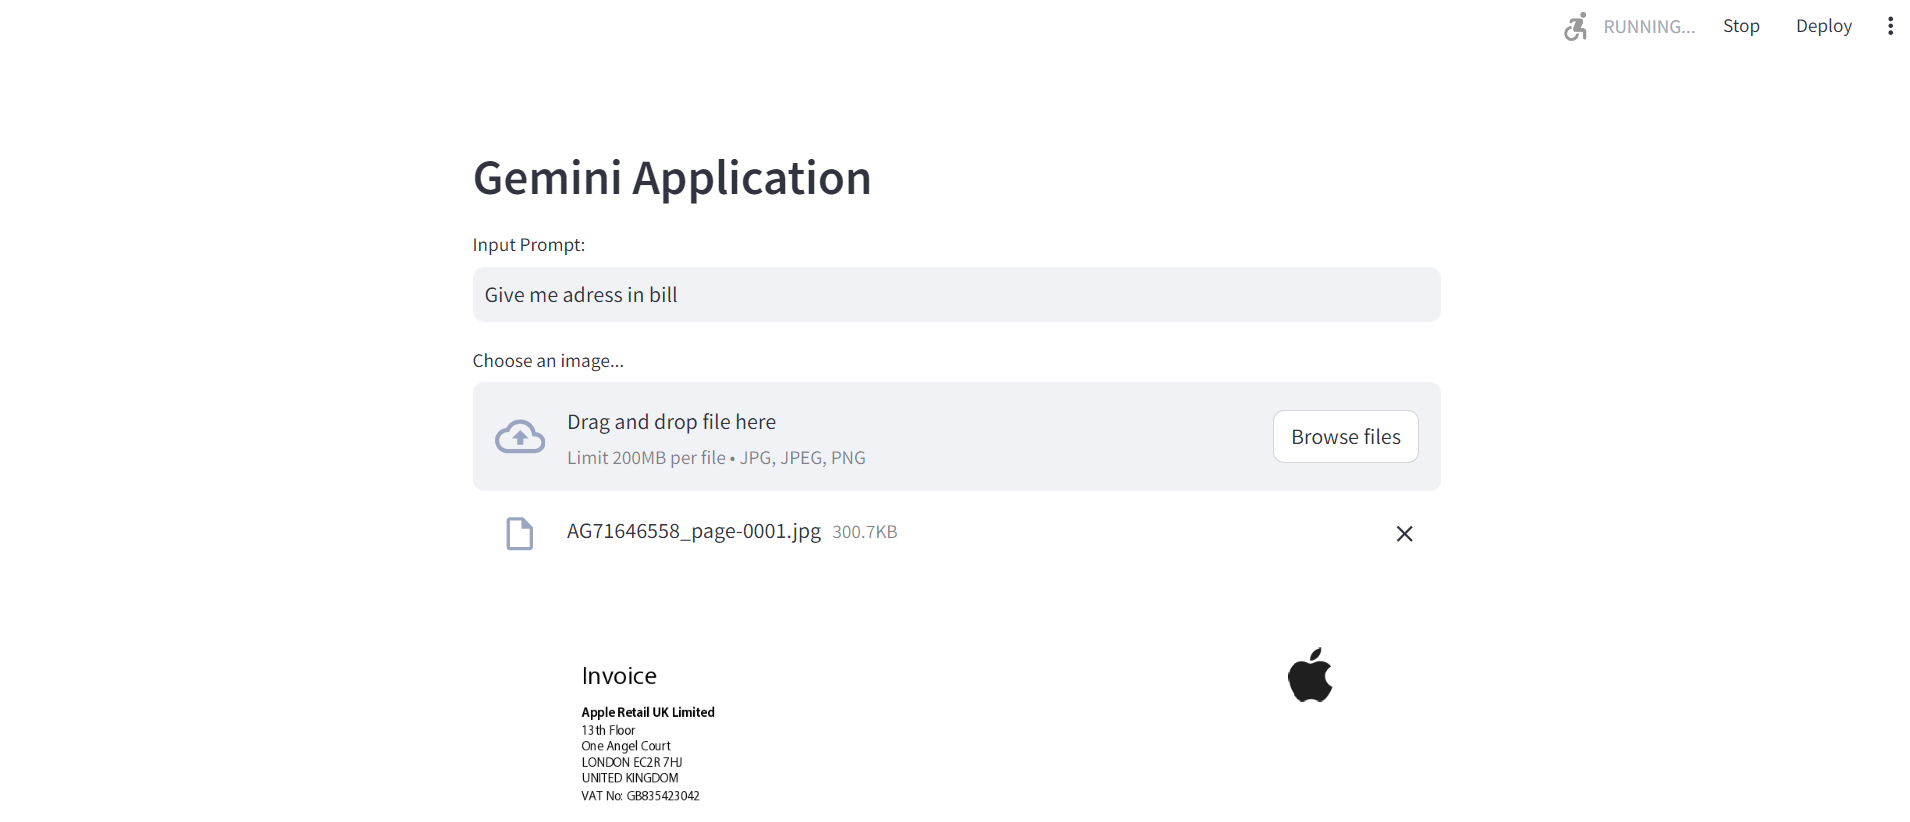 RUNNING...
Stop
Deploy
Gemini Application
Input Prompt:
Give me adress in bill
Choose an image...
Drag and drop file here
Limit 200MB per file • JPG, JPEG, PNG
Browse files
AG71646558_page-0001.jpg 300.7KB
Invoice
Apple Retail UK Limited
13th Floor
One Angel Court
LONDON EC2R 7HJ
UNITED KINGDOM
VAT No: GB835423042